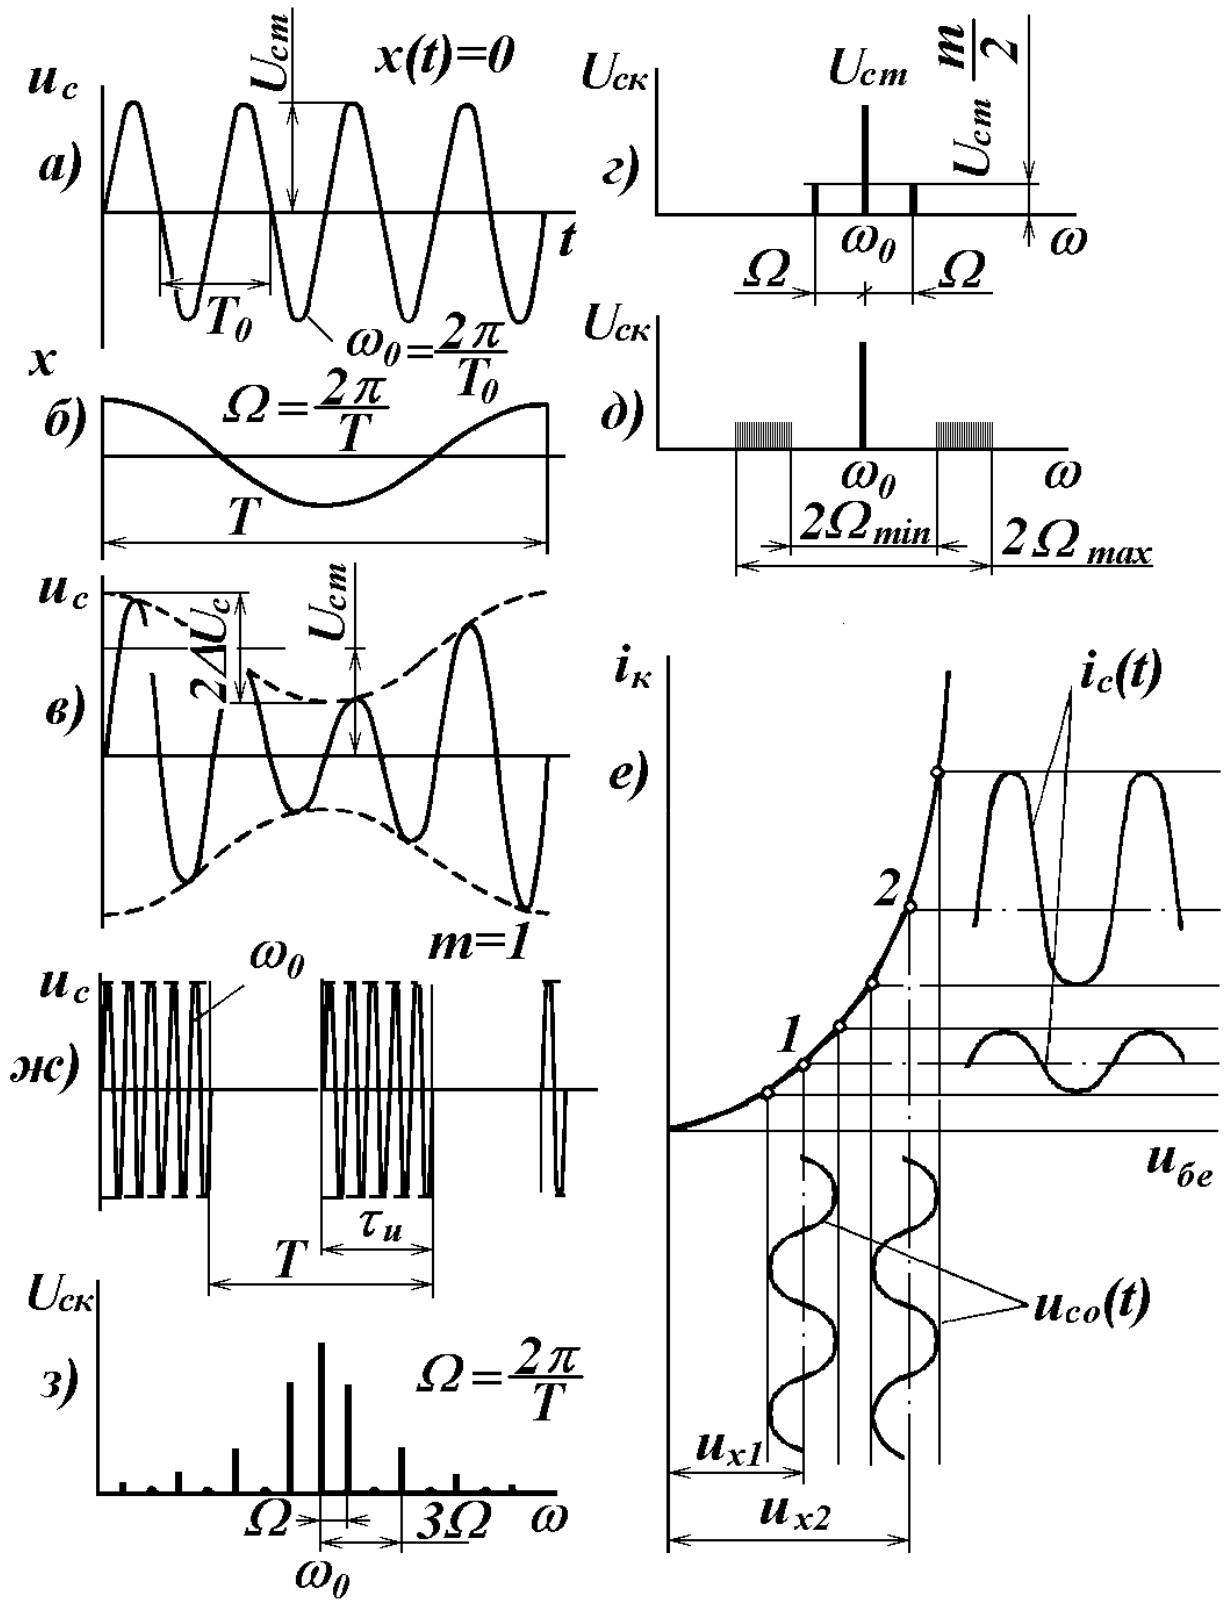 u_c
x(t)=0
U_cm
а)
t
T_0
ω_0=2π/T_0
x
б)
Ω=2π/T
T
u_c
2ΔU_c
U_cm
в)
m=1
u_c
ω_0
ж)
τ_и
T
U_ск
з)
Ω=2π/T
Ω
3Ω
ω
ω_0
U_ск
U_cm
U_cm m/2
г)
ω_0
ω
Ω
Ω
U_ск
д)
ω_0
ω
2Ω_min
2Ω_max
i_к
i_c(t)
е)
2
1
u_бе
u_co(t)
u_x1
u_x2